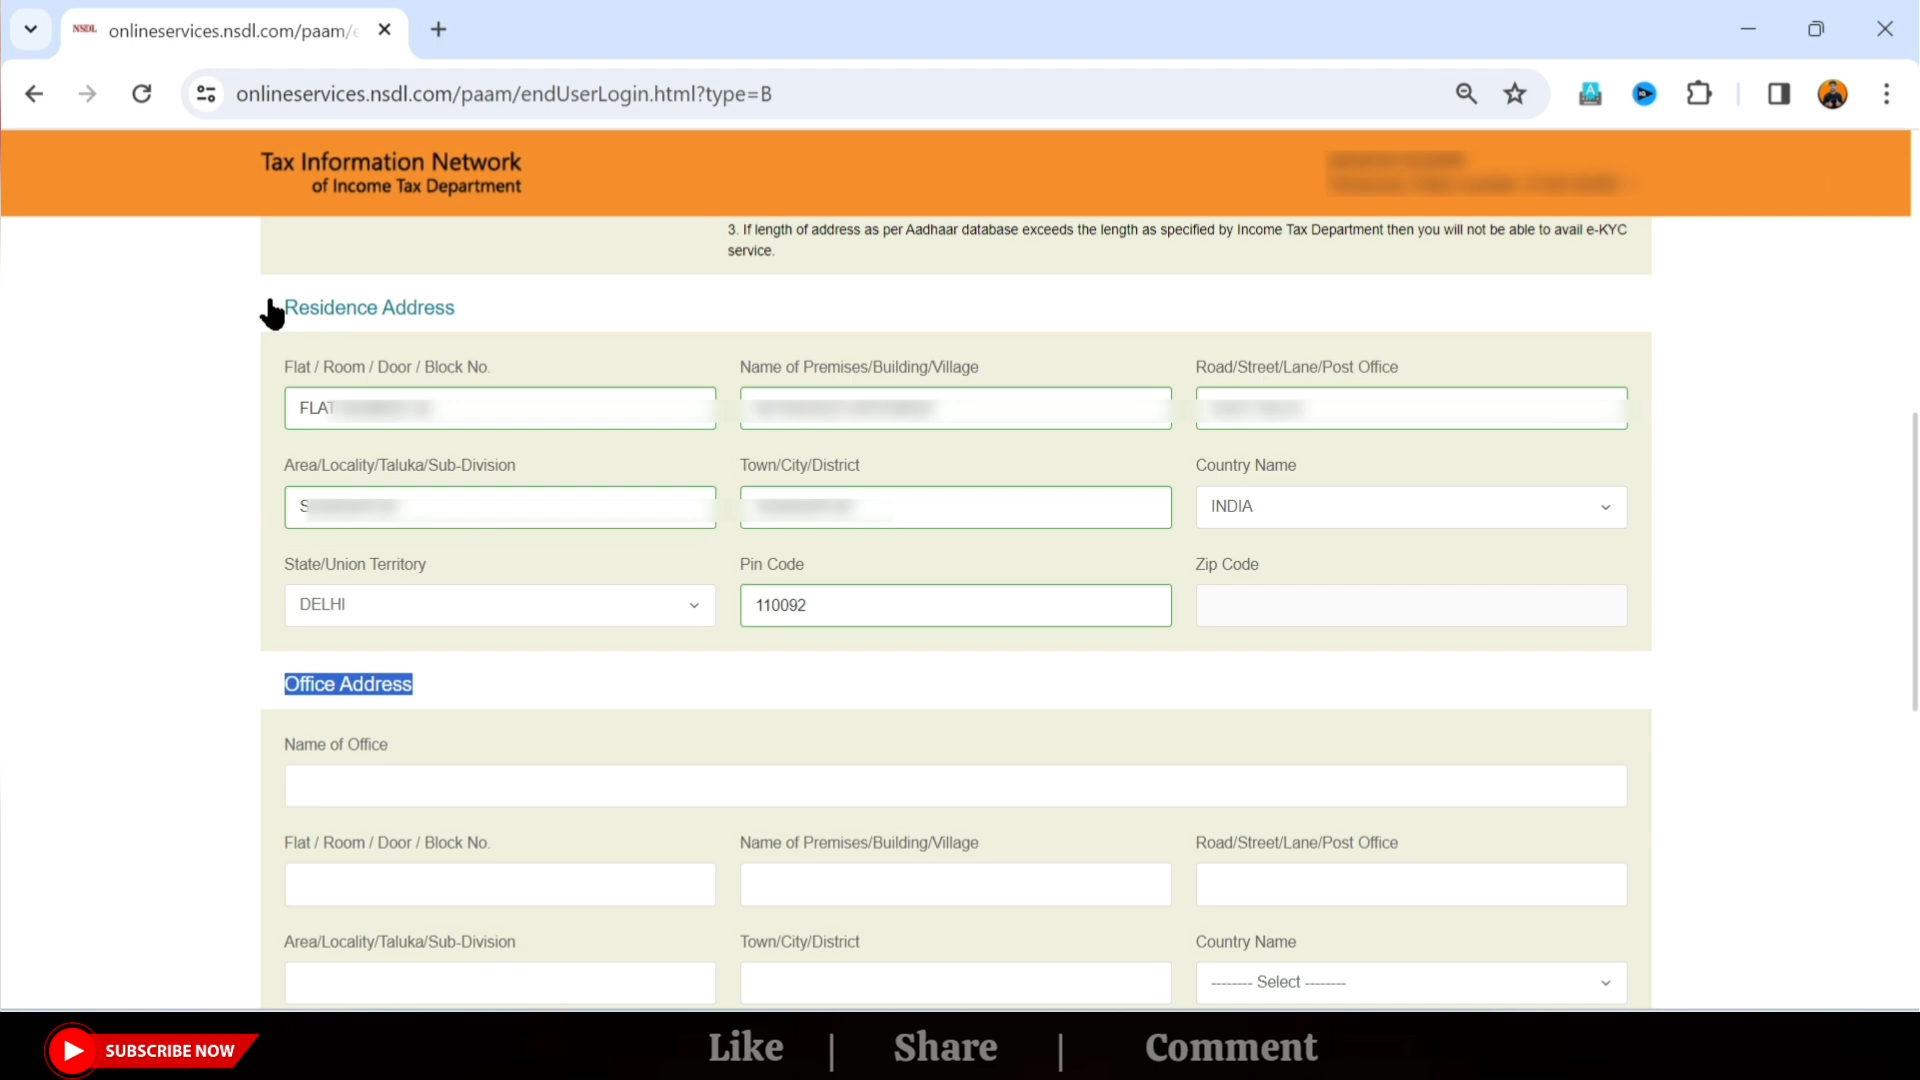 NSDL onlineservices.nsdl.com/paam/e
onlineservices.nsdl.com/paam/endUserLogin.html?type=B
Tax Information Network
of Income Tax Department
3. If length of address as per Aadhaar database exceeds the length as specified by Income Tax Department then you will not be able to avail e-KYC
service.
Residence Address
Flat / Room / Door / Block No. Name of Premises/Building/Village Road/Street/Lane/Post Office
FLAT
Area/Locality/Taluka/Sub-Division Town/City/District Country Name
S INDIA
State/Union Territory Pin Code Zip Code
DELHI 110092
Office Address
Name of Office
Flat / Room / Door / Block No. Name of Premises/Building/Village Road/Street/Lane/Post Office
Area/Locality/Taluka/Sub-Division Town/City/District Country Name
-------- Select --------
SUBSCRIBE NOW Like | Share | Comment